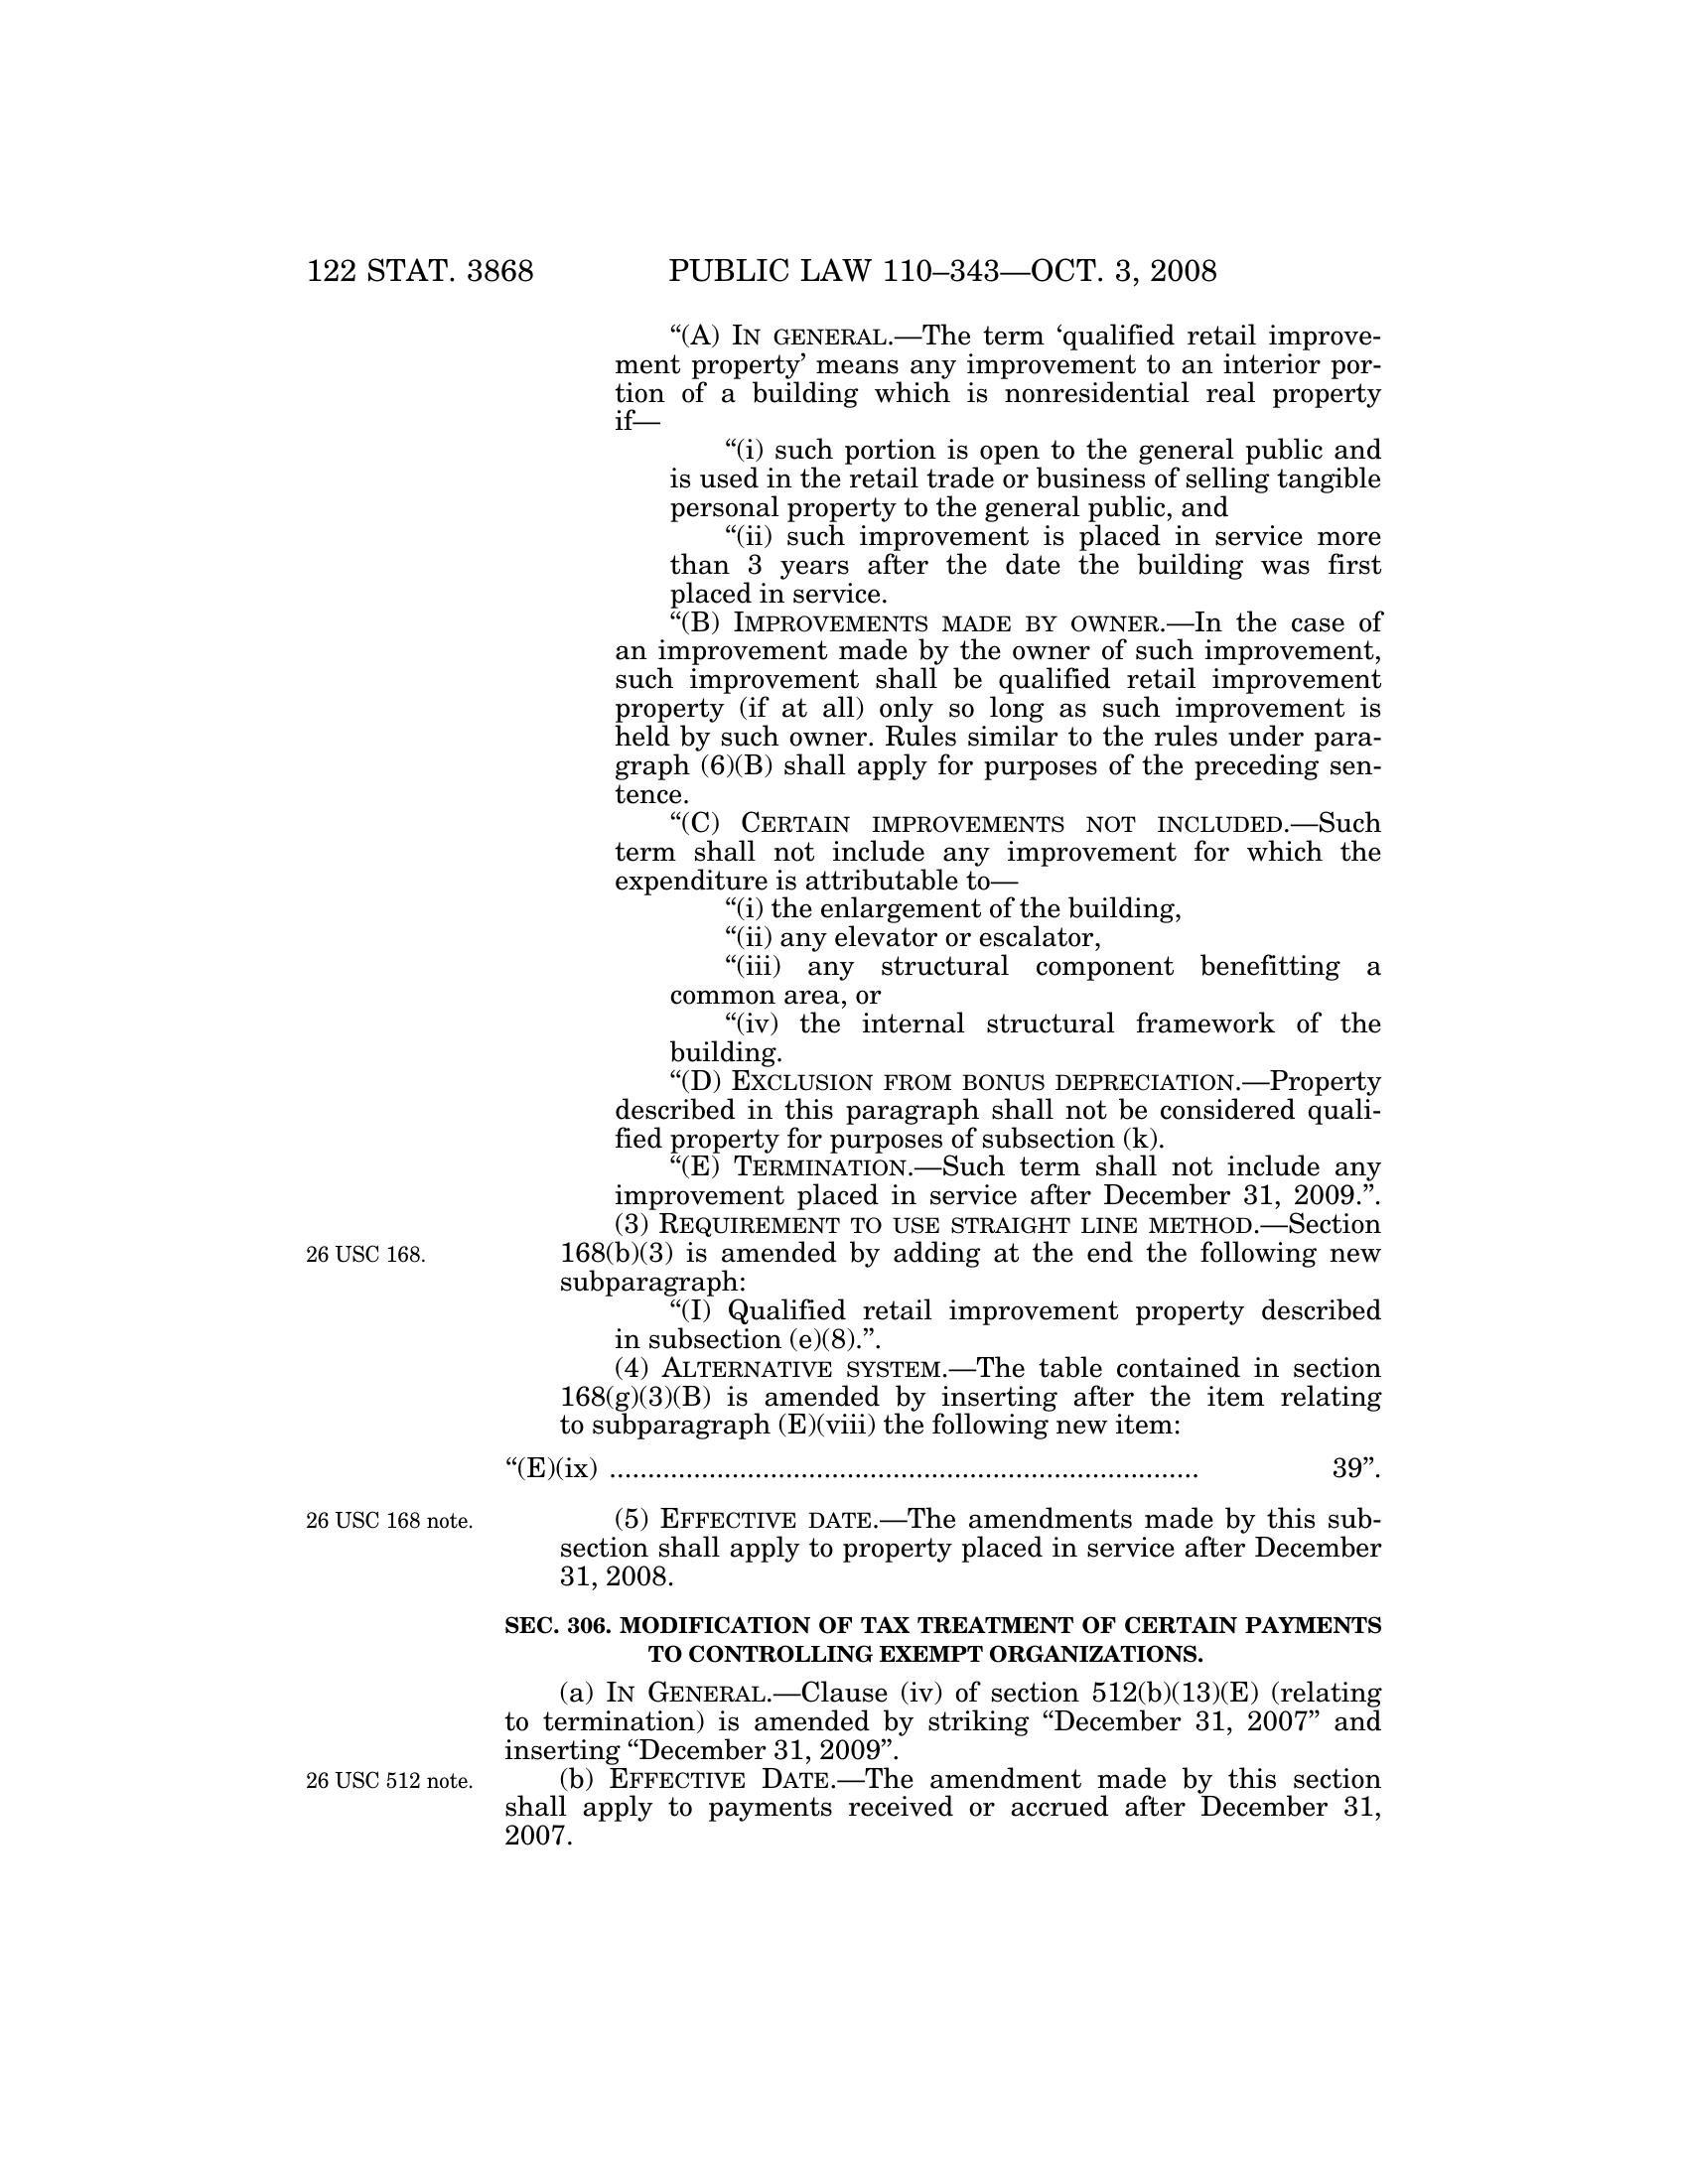 122 STAT. 3868 PUBLIC LAW 110–343—OCT. 3, 2008
“(A) IN GENERAL.—The term ‘qualified retail improve-
ment property’ means any improvement to an interior por-
tion of a building which is nonresidential real property
if—
“(i) such portion is open to the general public and
is used in the retail trade or business of selling tangible
personal property to the general public, and
“(ii) such improvement is placed in service more
than 3 years after the date the building was first
placed in service.
“(B) IMPROVEMENTS MADE BY OWNER.—In the case of
an improvement made by the owner of such improvement,
such improvement shall be qualified retail improvement
property (if at all) only so long as such improvement is
held by such owner. Rules similar to the rules under para-
graph (6)(B) shall apply for purposes of the preceding sen-
tence.
“(C) CERTAIN IMPROVEMENTS NOT INCLUDED.—Such
term shall not include any improvement for which the
expenditure is attributable to—
“(i) the enlargement of the building,
“(ii) any elevator or escalator,
“(iii) any structural component benefitting a
common area, or
“(iv) the internal structural framework of the
building.
“(D) EXCLUSION FROM BONUS DEPRECIATION.—Property
described in this paragraph shall not be considered quali-
fied property for purposes of subsection (k).
“(E) TERMINATION.—Such term shall not include any
improvement placed in service after December 31, 2009.”.
(3) REQUIREMENT TO USE STRAIGHT LINE METHOD.—Section
26 USC 168. 168(b)(3) is amended by adding at the end the following new
subparagraph:
“(I) Qualified retail improvement property described
in subsection (e)(8).”.
(4) ALTERNATIVE SYSTEM.—The table contained in section
168(g)(3)(B) is amended by inserting after the item relating
to subparagraph (E)(viii) the following new item:
“(E)(ix) ............................................................................. 39”.
26 USC 168 note. (5) EFFECTIVE DATE.—The amendments made by this sub-
section shall apply to property placed in service after December
31, 2008.
SEC. 306. MODIFICATION OF TAX TREATMENT OF CERTAIN PAYMENTS
TO CONTROLLING EXEMPT ORGANIZATIONS.
(a) IN GENERAL.—Clause (iv) of section 512(b)(13)(E) (relating
to termination) is amended by striking “December 31, 2007” and
inserting “December 31, 2009”.
26 USC 512 note. (b) EFFECTIVE DATE.—The amendment made by this section
shall apply to payments received or accrued after December 31,
2007.